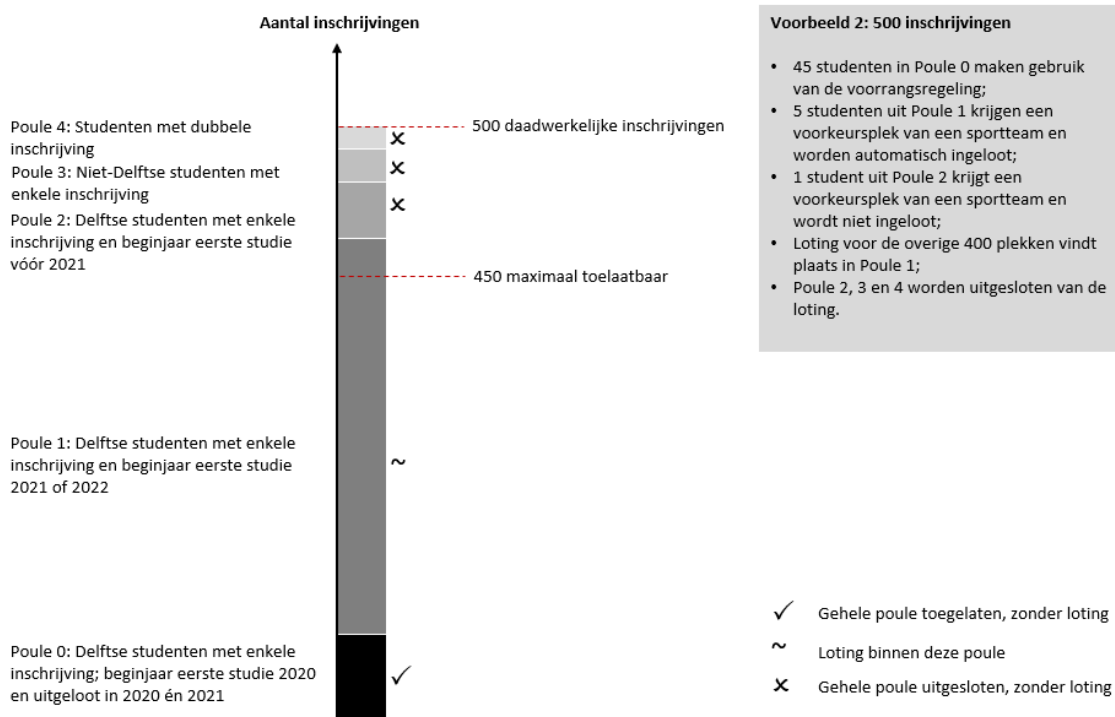 Aantal inschrijvingen
Poule 4: Studenten met dubbele
inschrijving
Poule 3: Niet-Delftse studenten met
enkele inschrijving
Poule 2: Delftse studenten met enkele
inschrijving en beginjaar eerste studie
vóór 2021
Poule 1: Delftse studenten met enkele
inschrijving en beginjaar eerste studie
2021 of 2022
Poule 0: Delftse studenten met enkele
inschrijving; beginjaar eerste studie 2020
en uitgeloot in 2020 én 2021
500 daadwerkelijke inschrijvingen
450 maximaal toelaatbaar
Voorbeeld 2: 500 inschrijvingen
• 45 studenten in Poule 0 maken gebruik
van de voorrangsregeling;
• 5 studenten uit Poule 1 krijgen een
voorkeursplek van een sportteam en
worden automatisch ingeloot;
• 1 student uit Poule 2 krijgt een
voorkeursplek van een sportteam en
wordt niet ingeloot;
• Loting voor de overige 400 plekken vindt
plaats in Poule 1;
• Poule 2, 3 en 4 worden uitgesloten van de
loting.
✓ Gehele poule toegelaten, zonder loting
~ Loting binnen deze poule
✗ Gehele poule uitgesloten, zonder loting